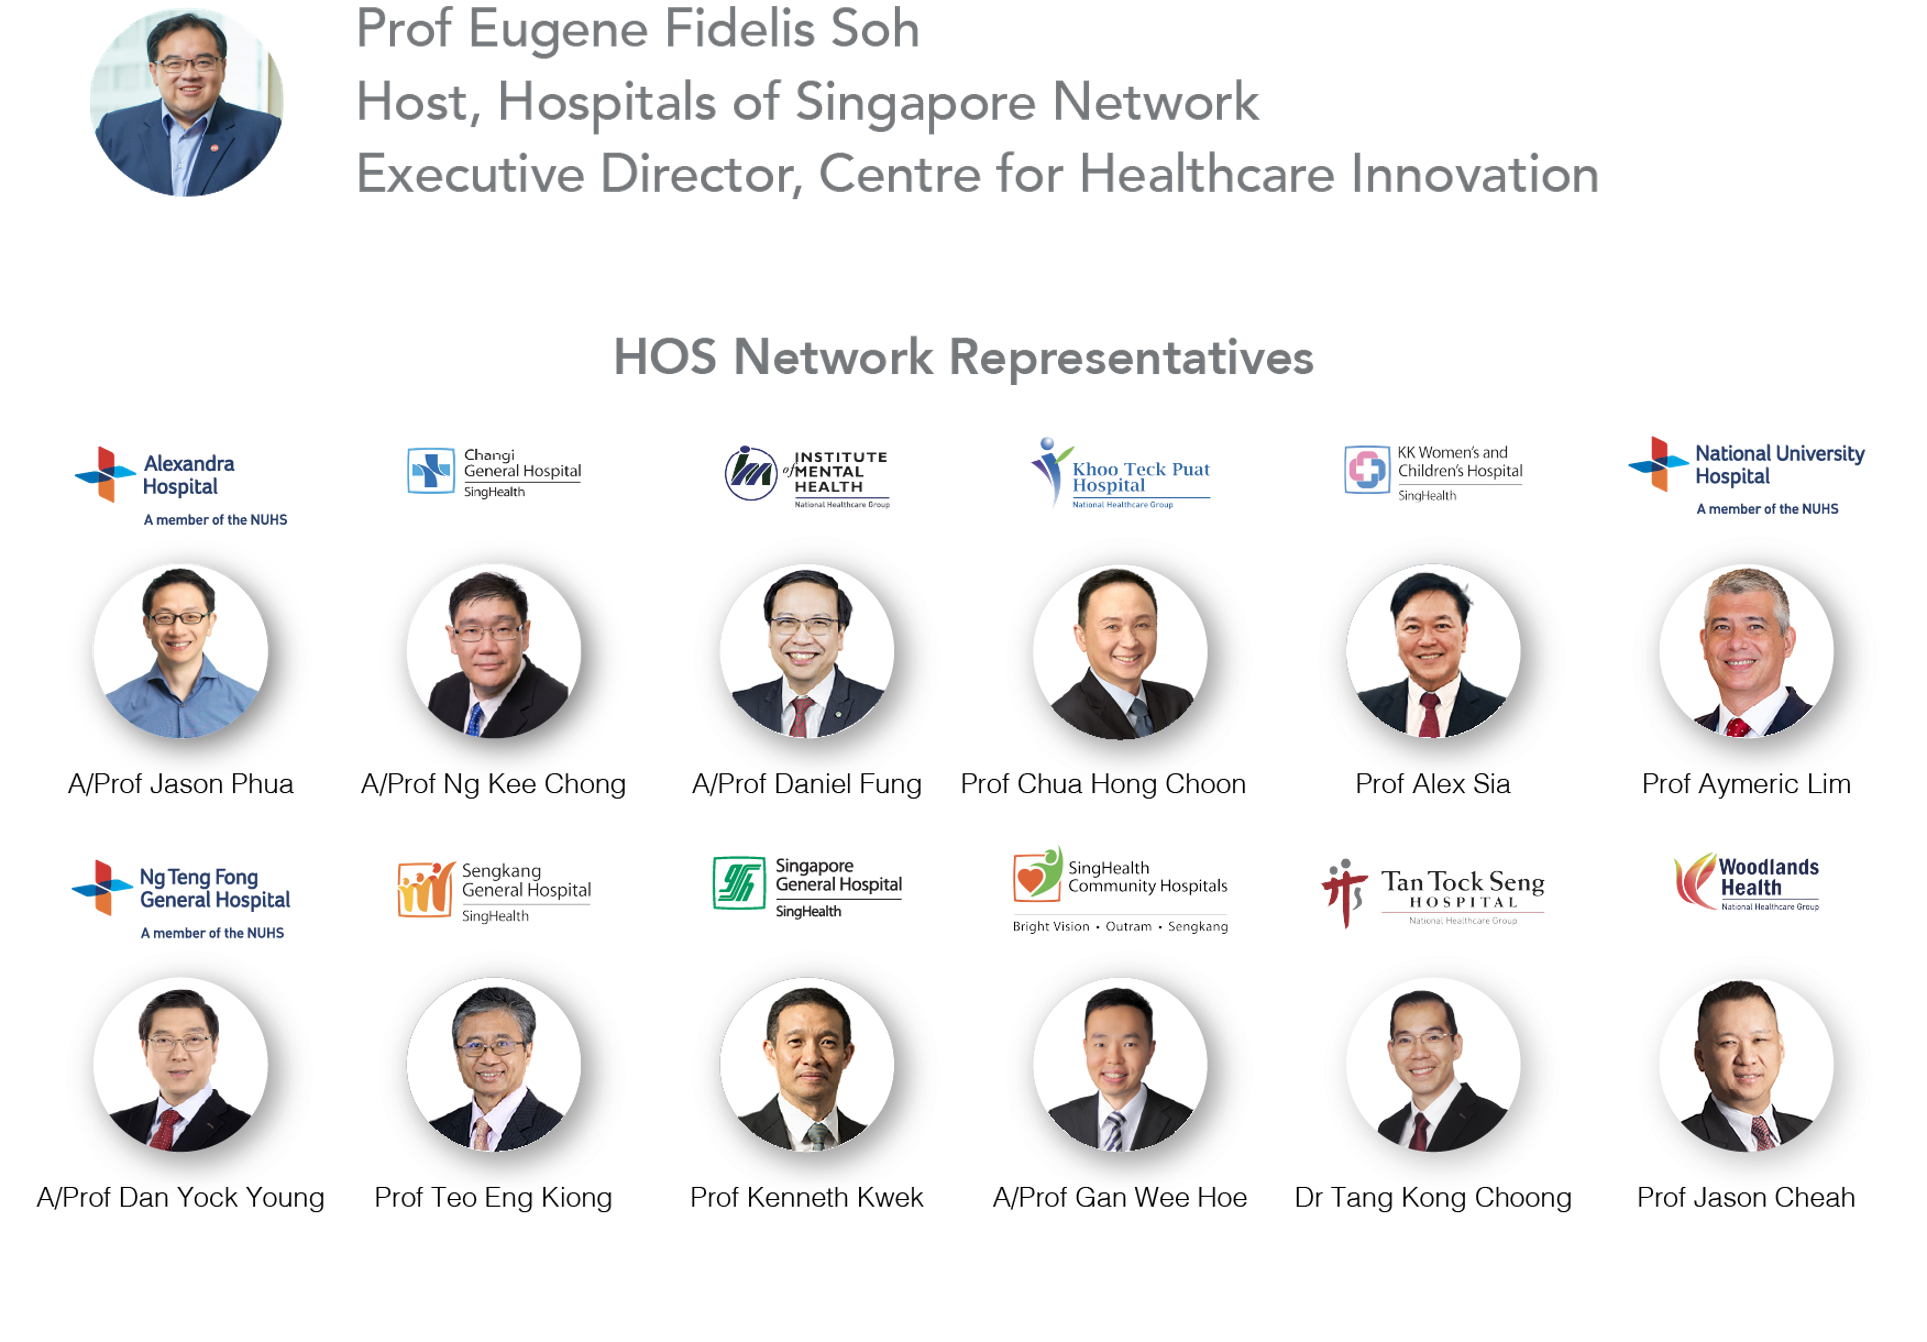 Prof Eugene Fidelis Soh
Host, Hospitals of Singapore Network
Executive Director, Centre for Healthcare Innovation
HOS Network Representatives
Alexandra
Hospital
A member of the NUHS
Changi
General Hospital
SingHealth
INSTITUTE
of MENTAL
HEALTH
National Healthcare Group
Khoo Teck Puat
Hospital
National Healthcare Group
KK Women's and
Children's Hospital
SingHealth
National University
Hospital
A member of the NUHS
A/Prof Jason Phua
A/Prof Ng Kee Chong
A/Prof Daniel Fung
Prof Chua Hong Choon
Prof Alex Sia
Prof Aymeric Lim
Ng Teng Fong
General Hospital
A member of the NUHS
Sengkang
General Hospital
SingHealth
Singapore
General Hospital
SingHealth
SingHealth
Community Hospitals
Bright Vision • Outram • Sengkang
Tan Tock Seng
HOSPITAL
National Healthcare Group
Woodlands
Health
National Healthcare Group
A/Prof Dan Yock Young
Prof Teo Eng Kiong
Prof Kenneth Kwek
A/Prof Gan Wee Hoe
Dr Tang Kong Choong
Prof Jason Cheah